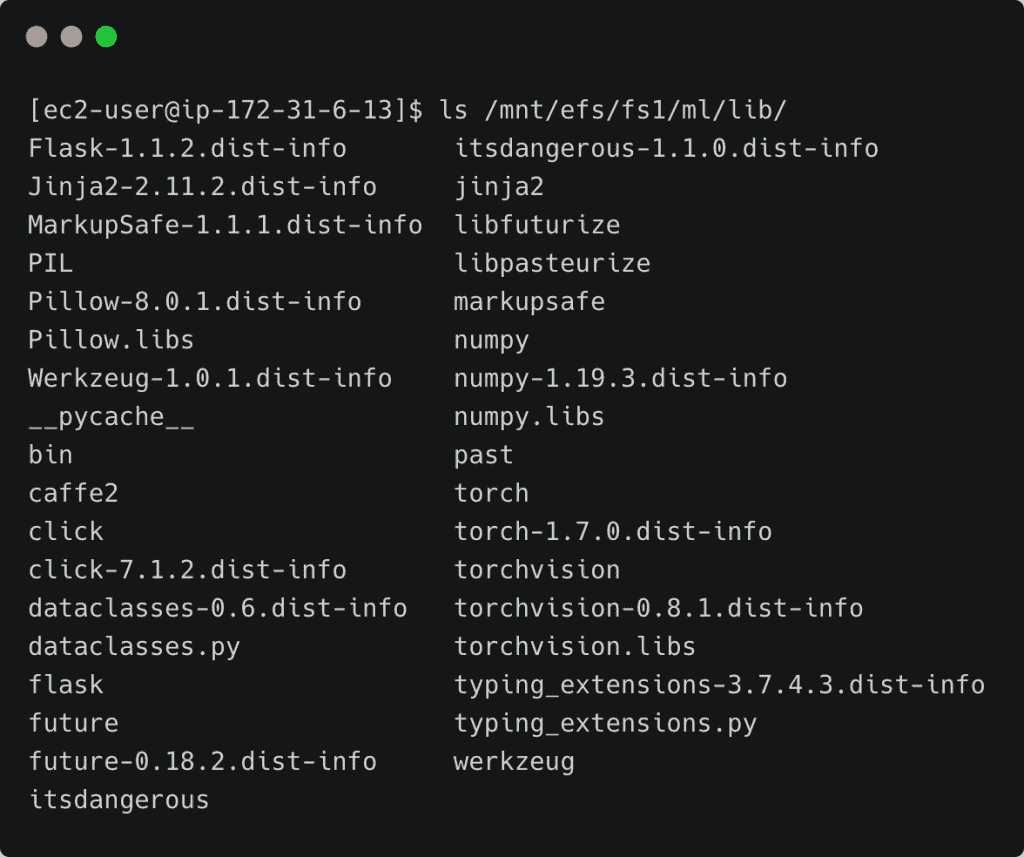 [ec2-user@ip-172-31-6-13]$ ls /mnt/efs/fs1/ml/lib/
Flask-1.1.2.dist-info itsdangerous-1.1.0.dist-info
Jinja2-2.11.2.dist-info jinja2
MarkupSafe-1.1.1.dist-info libfuturize
PIL libpasteurize
Pillow-8.0.1.dist-info markupsafe
Pillow.libs numpy
Werkzeug-1.0.1.dist-info numpy-1.19.3.dist-info
__pycache__ numpy.libs
bin past
caffe2 torch
click torch-1.7.0.dist-info
click-7.1.2.dist-info torchvision
dataclasses-0.6.dist-info torchvision-0.8.1.dist-info
dataclasses.py torchvision.libs
flask typing_extensions-3.7.4.3.dist-info
future typing_extensions.py
future-0.18.2.dist-info werkzeug
itsdangerous